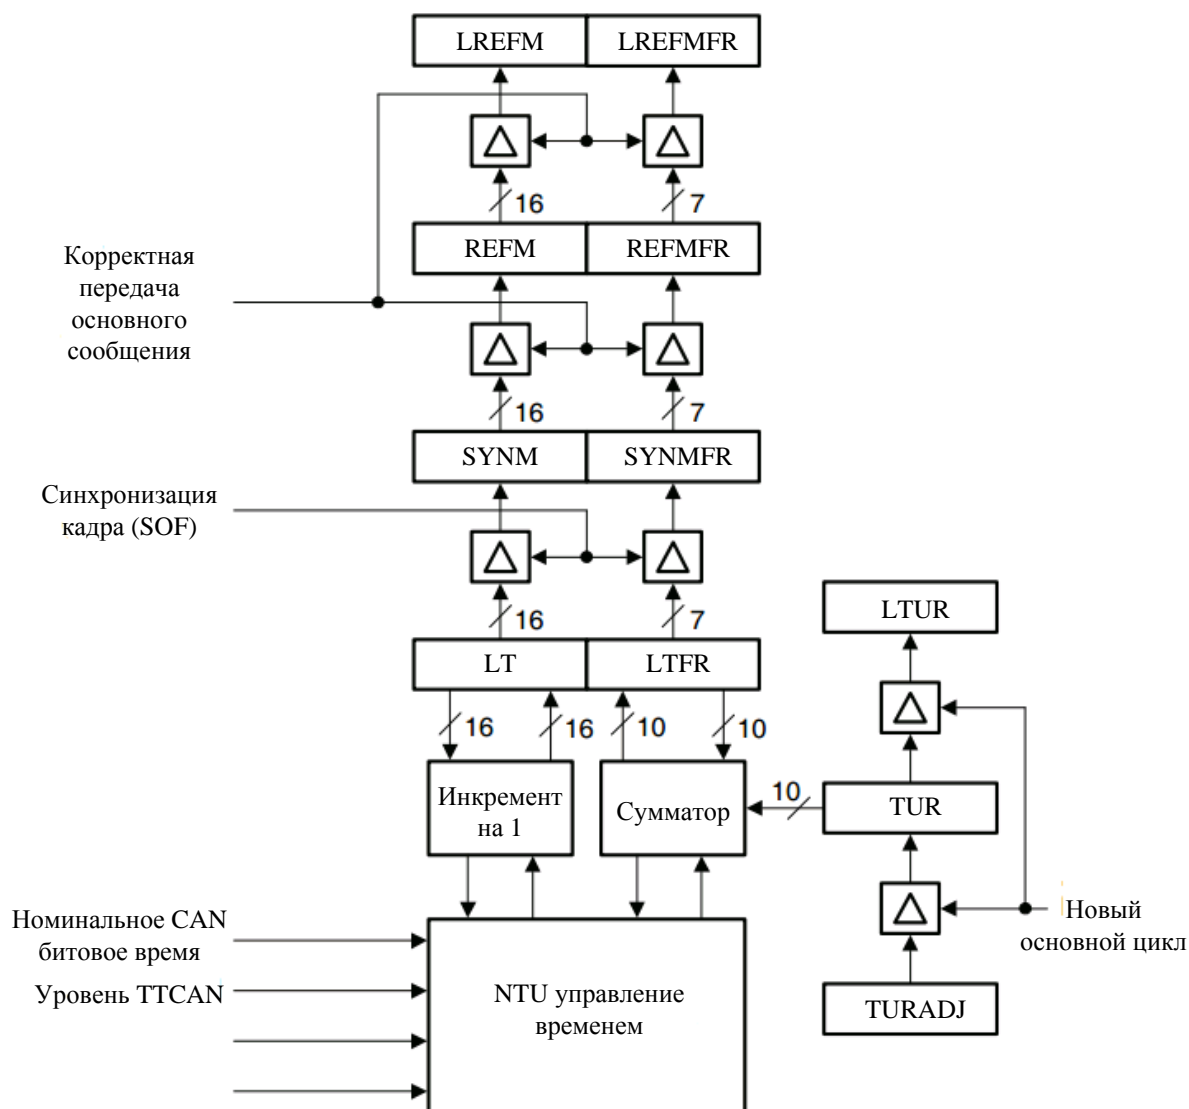 LREFM LREFMFR
16 7
REFM REFMFR
Корректная
передача
основного
сообщения
16 7
SYNM SYNMFR
Синхронизация
кадра (SOF)
16 7
LT LTFR
LTUR
16 16 10 10
Инкремент
на 1
Сумматор
10
TUR
Номинальное CAN
битовое время
Уровень TTCAN
NTU управление
временем
Новый
основной цикл
TURADJ